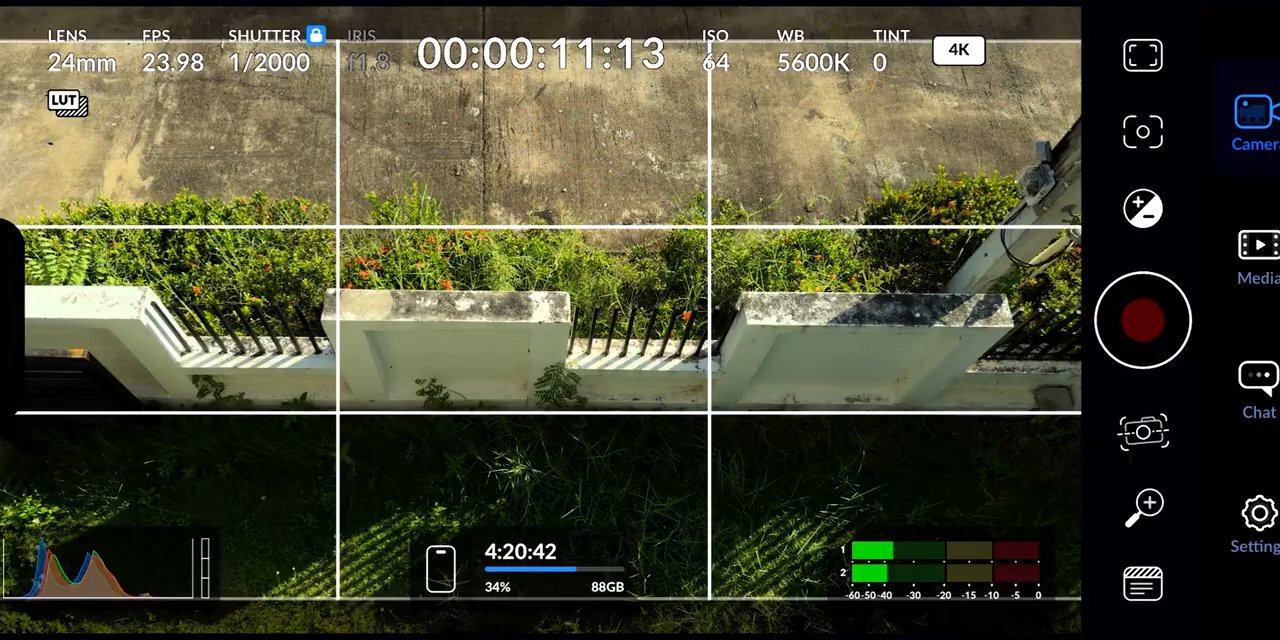 LENS FPS SHUTTER IRIS ISO WB TINT
24mm 23.98 1/2000 f1.8 00:00:11:13 64 5600K 0 4K
LUT
Camera
Media
Chat
Settings
4:20:42
34% 88GB
1
2
-60 -50 -40 -30 -20 -15 -10 -5 0